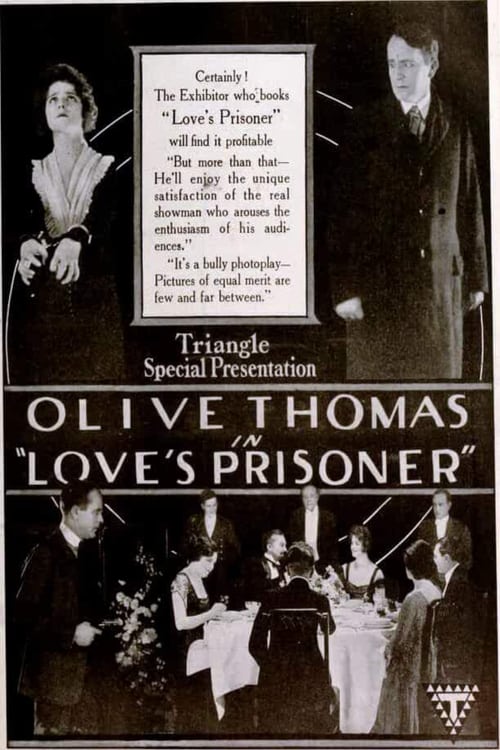 Certainly!
The Exhibitor who books
"Love's Prisoner"
will find it profitable
"But more than that—
He'll enjoy the unique
satisfaction of the real
showman who arouses the
enthusiasm of his audi-
ences."
"It's a bully photoplay—
Pictures of equal merit are
few and far between."
Triangle
Special Presentation
OLIVE THOMAS
IN
"LOVE'S PRISONER"
T